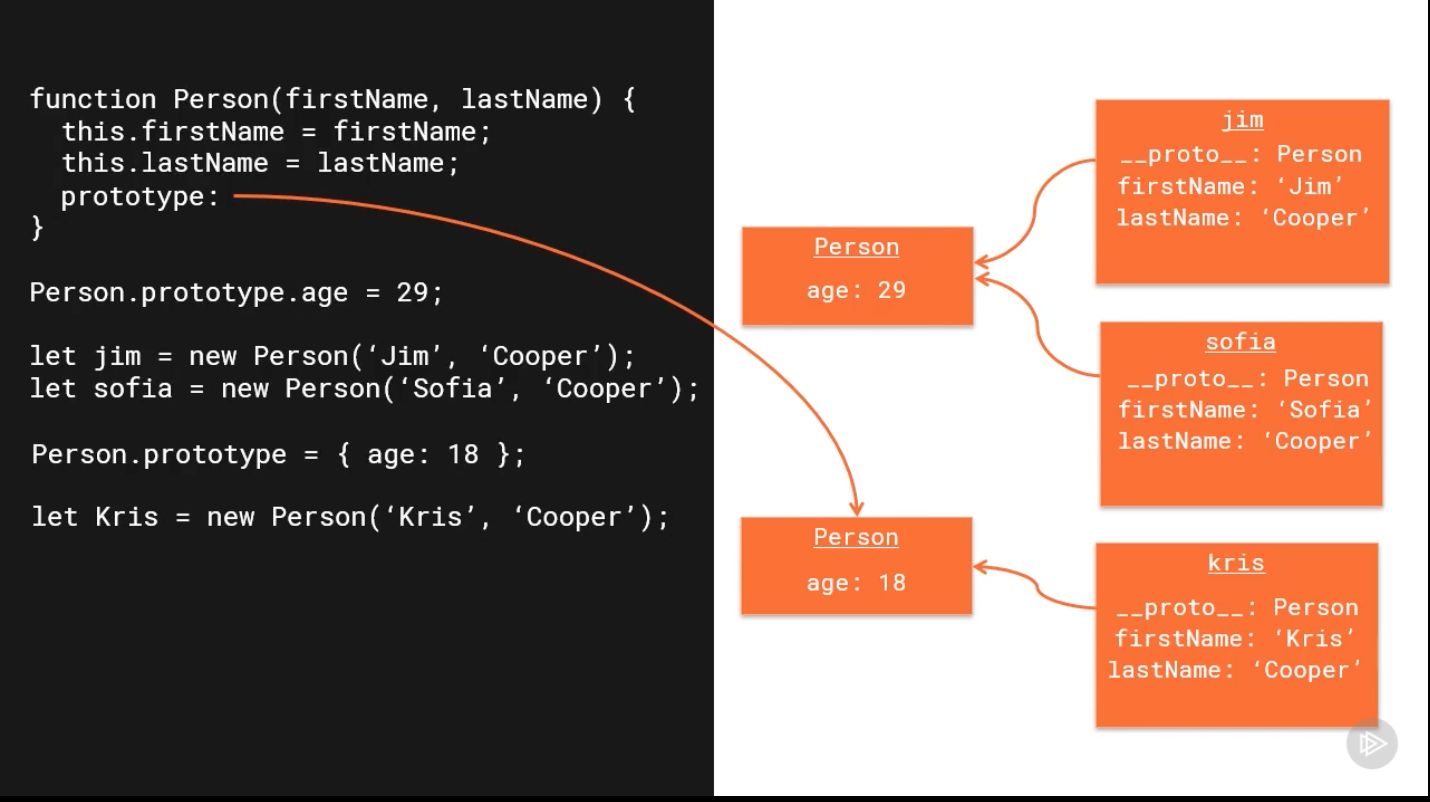 function Person(firstName, lastName) {
  this.firstName = firstName;
  this.lastName = lastName;
  prototype:
}
Person.prototype.age = 29;
let jim = new Person(‘Jim’, ‘Cooper’);
let sofia = new Person(‘Sofia’, ‘Cooper’);
Person.prototype = { age: 18 };
let Kris = new Person(‘Kris’, ‘Cooper’);
Person
age: 29
Person
age: 18
jim
__proto__: Person
firstName: ‘Jim’
lastName: ‘Cooper’
sofia
__proto__: Person
firstName: ‘Sofia’
lastName: ‘Cooper’
kris
__proto__: Person
firstName: ‘Kris’
lastName: ‘Cooper’